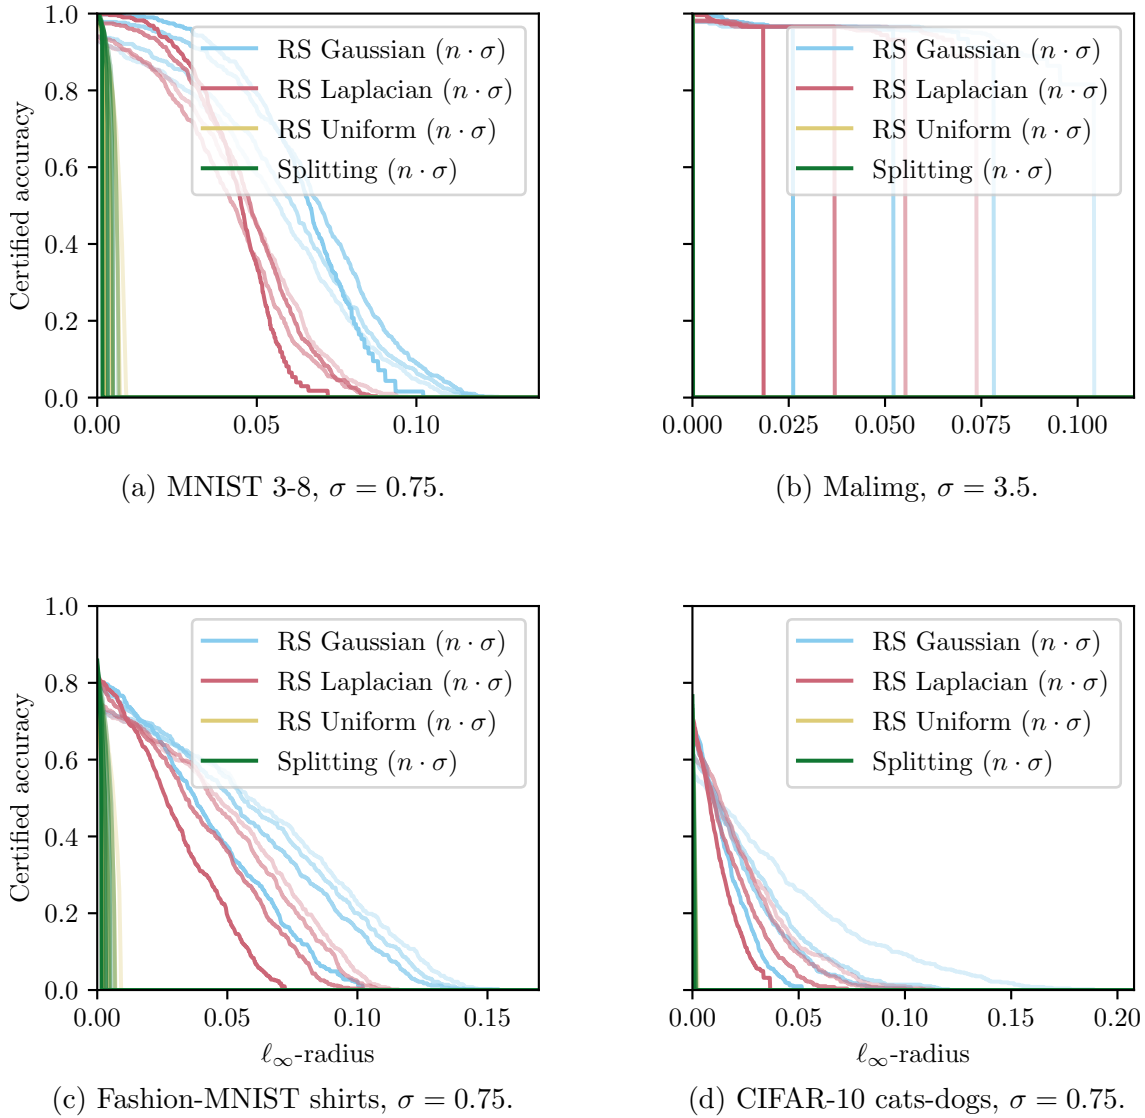 1.0
0.8
0.6
0.4
0.2
0.0
Certified accuracy
RS Gaussian (n · σ)
RS Laplacian (n · σ)
RS Uniform (n · σ)
Splitting (n · σ)
0.00 0.05 0.10
(a) MNIST 3-8, σ = 0.75.
RS Gaussian (n · σ)
RS Laplacian (n · σ)
RS Uniform (n · σ)
Splitting (n · σ)
0.000 0.025 0.050 0.075 0.100
(b) Malimg, σ = 3.5.
1.0
0.8
0.6
0.4
0.2
0.0
Certified accuracy
RS Gaussian (n · σ)
RS Laplacian (n · σ)
RS Uniform (n · σ)
Splitting (n · σ)
0.00 0.05 0.10 0.15
ℓ∞-radius
(c) Fashion-MNIST shirts, σ = 0.75.
RS Gaussian (n · σ)
RS Laplacian (n · σ)
RS Uniform (n · σ)
Splitting (n · σ)
0.00 0.05 0.10 0.15 0.20
ℓ∞-radius
(d) CIFAR-10 cats-dogs, σ = 0.75.